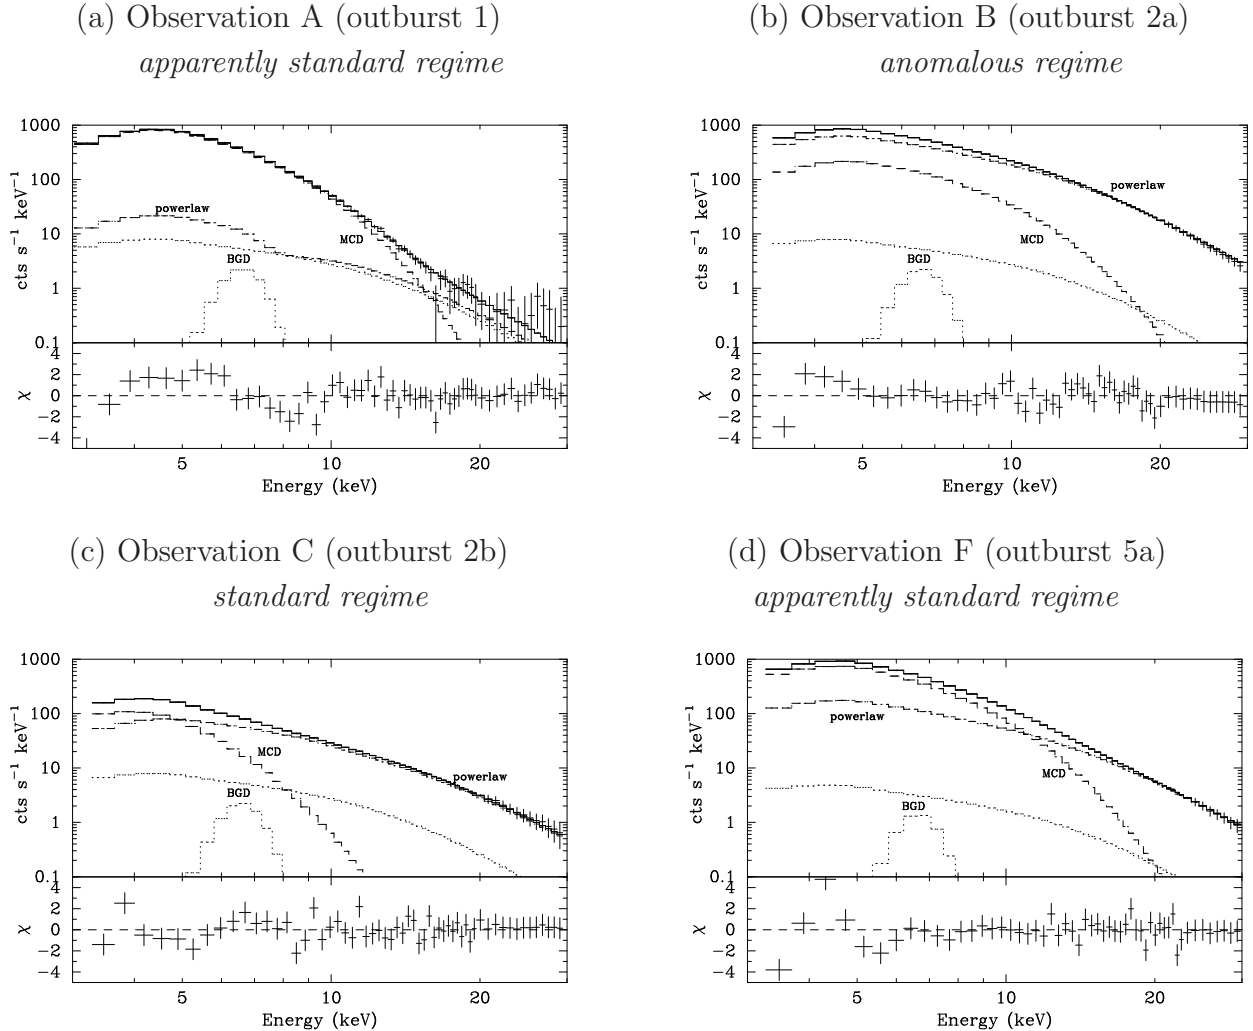 (a) Observation A (outburst 1)
apparently standard regime
1000
100
10
1
0.1
cts s⁻¹ keV⁻¹
powerlaw
MCD
BGD
4
2
0
−2
−4
χ
5
10
20
Energy (keV)
(b) Observation B (outburst 2a)
anomalous regime
1000
100
10
1
0.1
cts s⁻¹ keV⁻¹
powerlaw
MCD
BGD
4
2
0
−2
−4
χ
5
10
20
Energy (keV)
(c) Observation C (outburst 2b)
standard regime
1000
100
10
1
0.1
cts s⁻¹ keV⁻¹
MCD
powerlaw
BGD
4
2
0
−2
−4
χ
5
10
20
Energy (keV)
(d) Observation F (outburst 5a)
apparently standard regime
1000
100
10
1
0.1
cts s⁻¹ keV⁻¹
powerlaw
MCD
BGD
4
2
0
−2
−4
χ
5
10
20
Energy (keV)